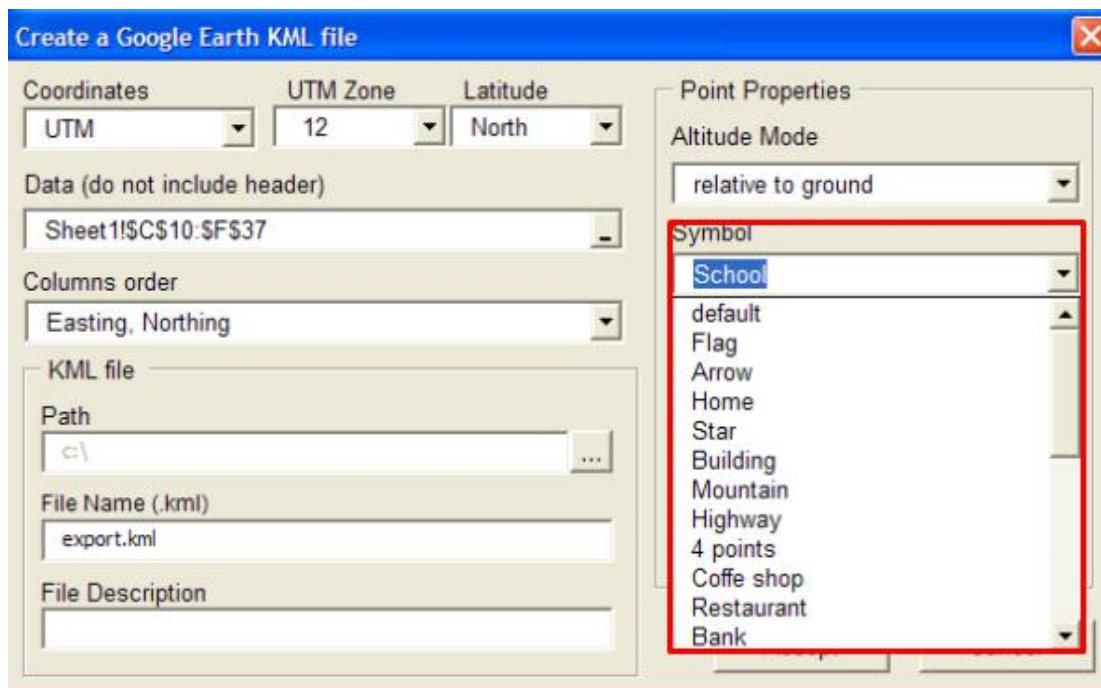 Create a Google Earth KML file
Coordinates UTM Zone Latitude
UTM 12 North
Data (do not include header)
Sheet1!$C$10:$F$37
Columns order
Easting, Northing
KML file
Path
c:\
...
File Name (.kml)
export.kml
File Description
Point Properties
Altitude Mode
relative to ground
Symbol
School
default
Flag
Arrow
Home
Star
Building
Mountain
Highway
4 points
Coffe shop
Restaurant
Bank